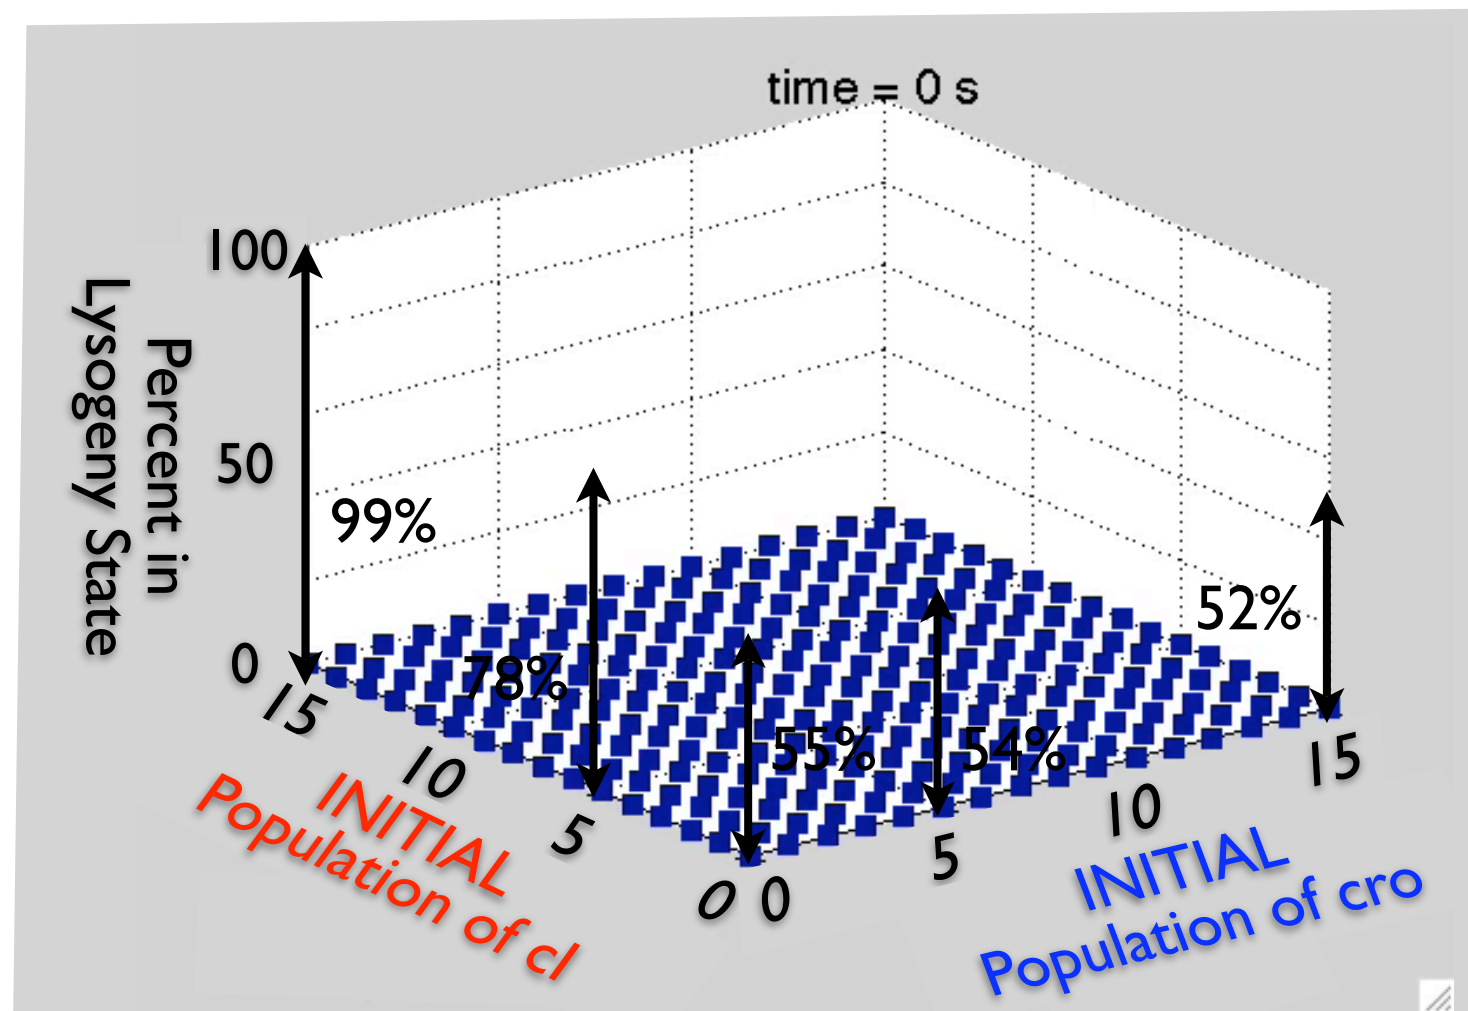 time = 0 s
100
50
0
Percent in
Lysogeny State
99%
78%
55%
54%
52%
15
10
5
0
0
5
10
15
INITIAL
Population of cI
INITIAL
Population of cro